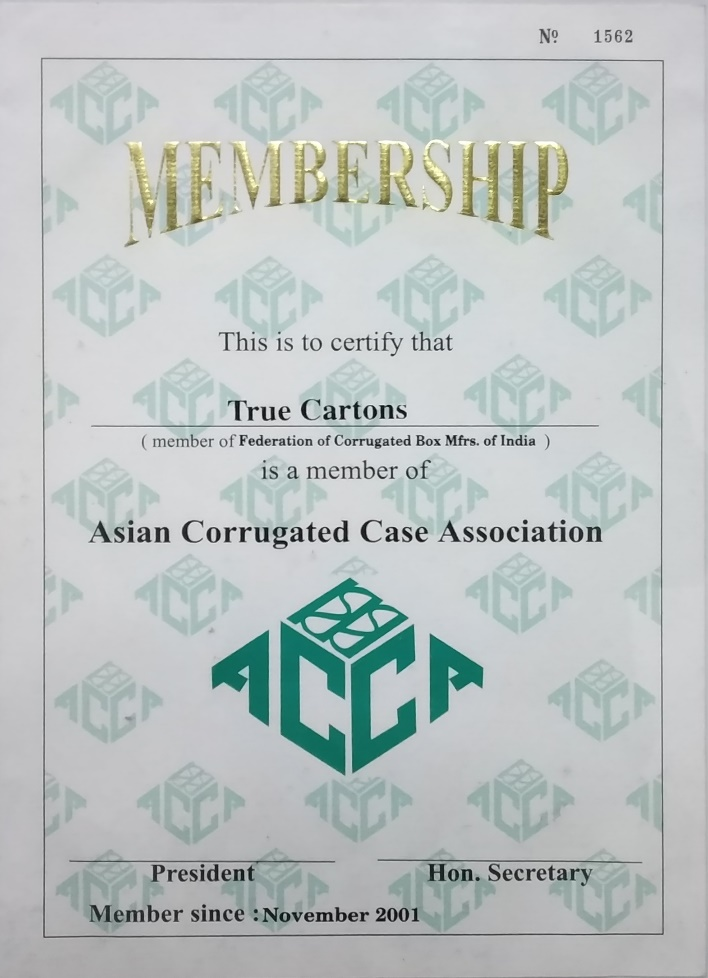 Nº 1562
MEMBERSHIP
This is to certify that
True Cartons
( member of Federation of Corrugated Box Mfrs. of India )
is a member of
Asian Corrugated Case Association
ACCA
President Hon. Secretary
Member since : November 2001